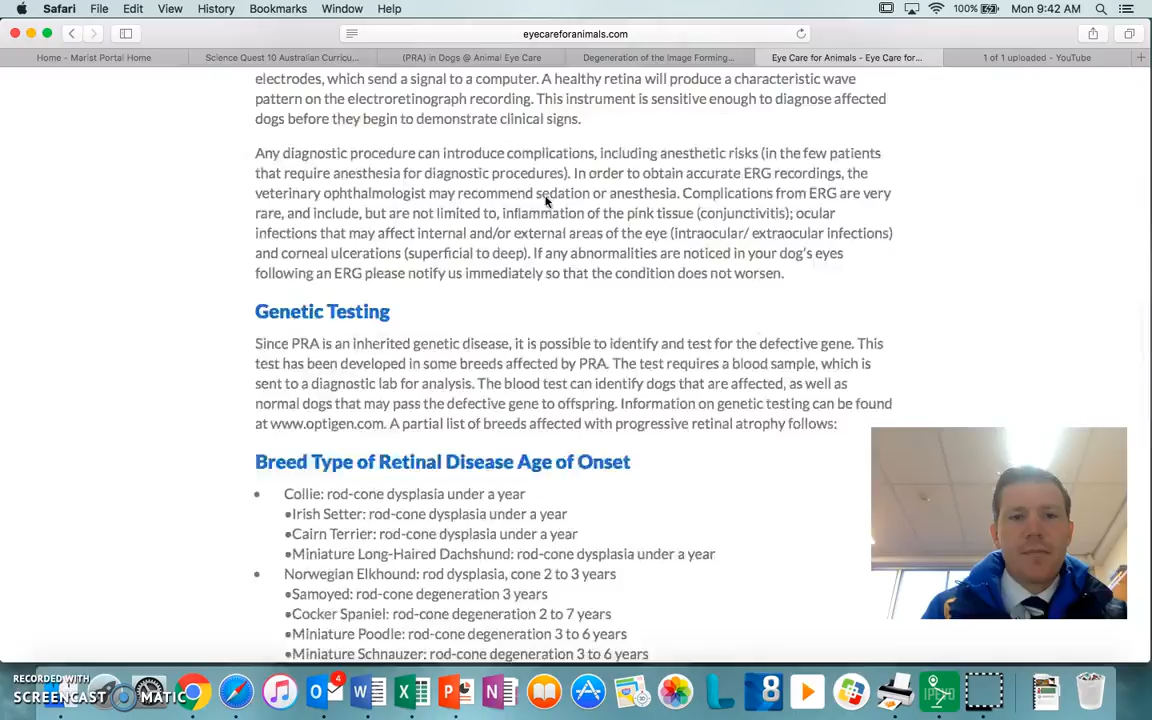 Safari File Edit View History Bookmarks Window Help 100% Mon 9:42 AM
eyecareforanimals.com
Home - Marist Portal Home Science Quest 10 Australian Curricu... (PRA) in Dogs @ Animal Eye Care Degeneration of the Image Forming... Eye Care for Animals - Eye Care for... 1 of 1 uploaded - YouTube
electrodes, which send a signal to a computer. A healthy retina will produce a characteristic wave
pattern on the electroretinograph recording. This instrument is sensitive enough to diagnose affected
dogs before they begin to demonstrate clinical signs.
Any diagnostic procedure can introduce complications, including anesthetic risks (in the few patients
that require anesthesia for diagnostic procedures). In order to obtain accurate ERG recordings, the
veterinary ophthalmologist may recommend sedation or anesthesia. Complications from ERG are very
rare, and include, but are not limited to, inflammation of the pink tissue (conjunctivitis); ocular
infections that may affect internal and/or external areas of the eye (intraocular/ extraocular infections)
and corneal ulcerations (superficial to deep). If any abnormalities are noticed in your dog's eyes
following an ERG please notify us immediately so that the condition does not worsen.
Genetic Testing
Since PRA is an inherited genetic disease, it is possible to identify and test for the defective gene. This
test has been developed in some breeds affected by PRA. The test requires a blood sample, which is
sent to a diagnostic lab for analysis. The blood test can identify dogs that are affected, as well as
normal dogs that may pass the defective gene to offspring. Information on genetic testing can be found
at www.optigen.com. A partial list of breeds affected with progressive retinal atrophy follows:
Breed Type of Retinal Disease Age of Onset
• Collie: rod-cone dysplasia under a year
•Irish Setter: rod-cone dysplasia under a year
•Cairn Terrier: rod-cone dysplasia under a year
•Miniature Long-Haired Dachshund: rod-cone dysplasia under a year
• Norwegian Elkhound: rod dysplasia, cone 2 to 3 years
•Samoyed: rod-cone degeneration 3 years
•Cocker Spaniel: rod-cone degeneration 2 to 7 years
•Miniature Poodle: rod-cone degeneration 3 to 6 years
•Miniature Schnauzer: rod-cone degeneration 3 to 6 years
RECORDED WITH
SCREENCAST MATIC
4